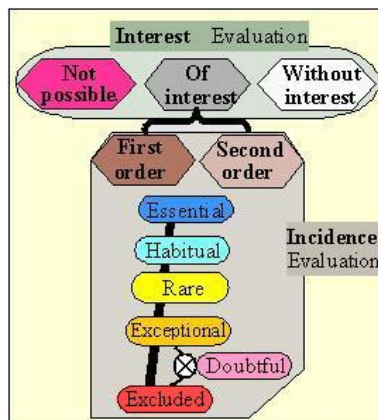 Interest Evaluation
Not possible
Of interest
Without interest
First order
Second order
Essential
Habitual
Rare
Exceptional
Doubtful
Excluded
Incidence
Evaluation